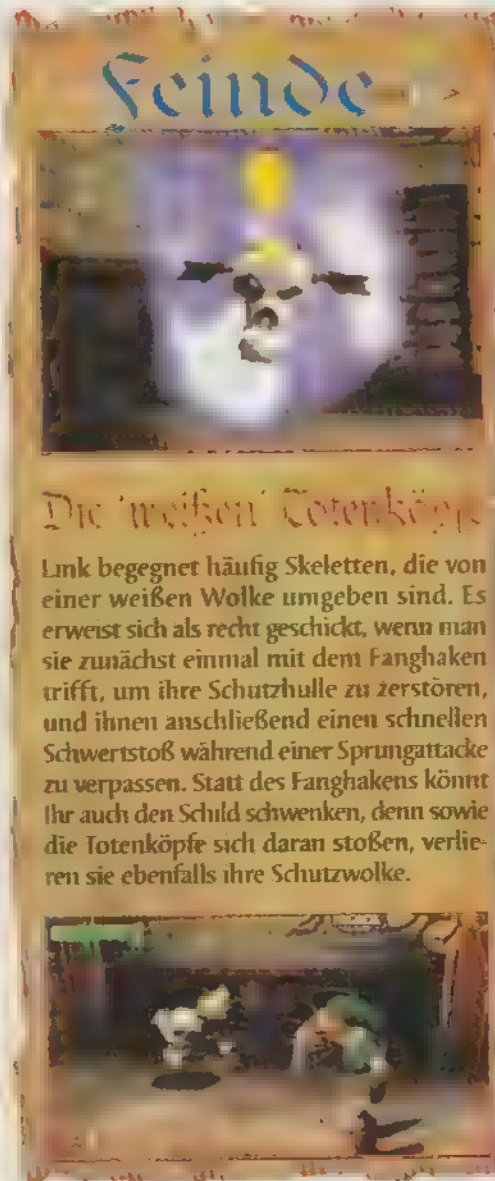 Feinde
Die 'weißen' Totenköpfe
Link begegnet häufig Skeletten, die von
einer weißen Wolke umgeben sind. Es
erweist sich als recht geschickt, wenn man
sie zunächst einmal mit dem Fanghaken
trifft, um ihre Schutzhulle zu zerstören,
und ihnen anschließend einen schnellen
Schwertstoß während einer Sprungattacke
zu verpassen. Statt des Fanghakens könnt
Ihr auch den Schild schwenken, denn sowie
die Totenköpfe sich daran stoßen, verlie-
ren sie ebenfalls ihre Schutzwolke.